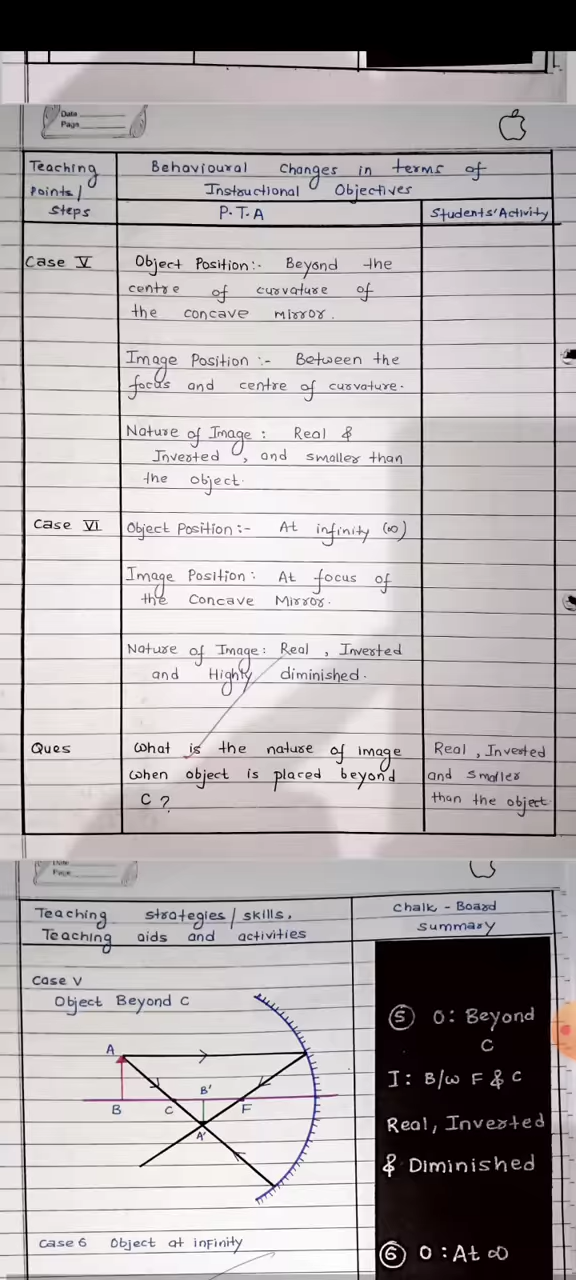 Date
Page
Teaching
Points/
Steps
Behavioural Changes in terms of
Instructional Objectives
P.T.A
Students' Activity
Case V
Object Position:- Beyond the
centre of curvature of
the concave mirror.
Image Position :- Between the
focus and centre of curvature.
Nature of Image : Real &
Inverted, and smaller than
the object.
Case VI
Object Position:- At infinity (∞)
Image Position: At focus of
the Concave Mirror.
Nature of Image: Real, Inverted
and Highly diminished.
Ques
What is the nature of image
when object is placed beyond
C ?
Real, Inverted
and smaller
than the object
Date
Page
Teaching strategies/skills,
Teaching aids and activities
Chalk-Board
Summary
Case V
Object Beyond C
A
B
C
B'
F
A'
⑤ O: Beyond
C
I: B/w F & C
Real, Inverted
& Diminished
Case 6 Object at infinity
⑥ O: At ∞